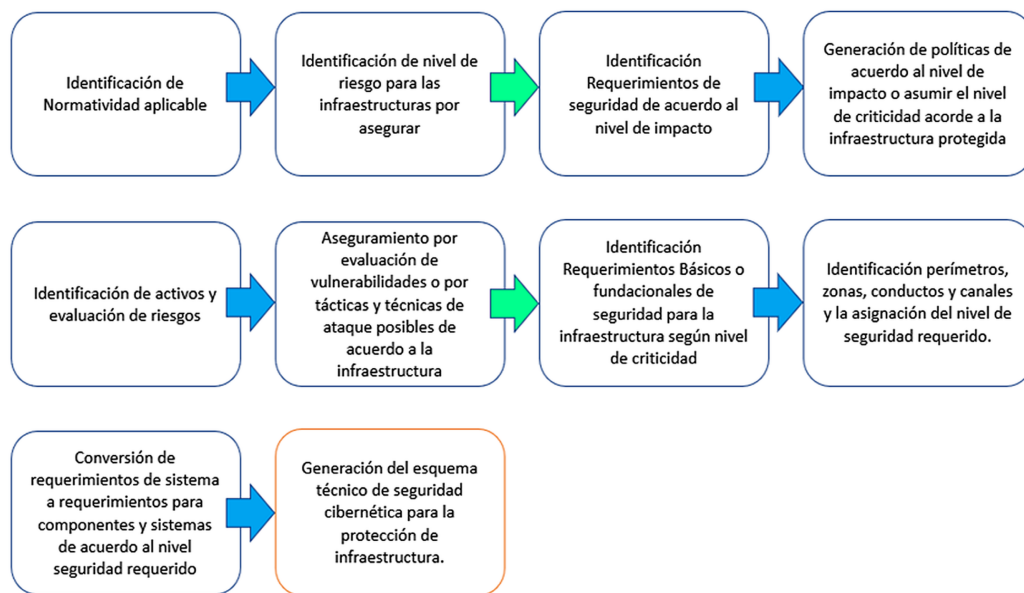 Identificación de
Normatividad aplicable
Identificación de nivel de
riesgo para las
infraestructuras por
asegurar
Identificación
Requerimientos de
seguridad de acuerdo al
nivel de impacto
Generación de políticas de
acuerdo al nivel de
impacto o asumir el nivel
de criticidad acorde a la
infraestructura protegida
Identificación de activos y
evaluación de riesgos
Aseguramiento por
evaluación de
vulnerabilidades o por
tácticas y técnicas de
ataque posibles de
acuerdo a la
infraestructura
Identificación
Requerimientos Básicos o
fundacionales de
seguridad para la
infraestructura según nivel
de criticidad
Identificación perímetros,
zonas, conductos y canales
y la asignación del nivel de
seguridad requerido.
Conversión de
requerimientos de sistema
a requerimientos para
componentes y sistemas
de acuerdo al nivel
seguridad requerido
Generación del esquema
técnico de seguridad
cibernética para la
protección de
infraestructura.